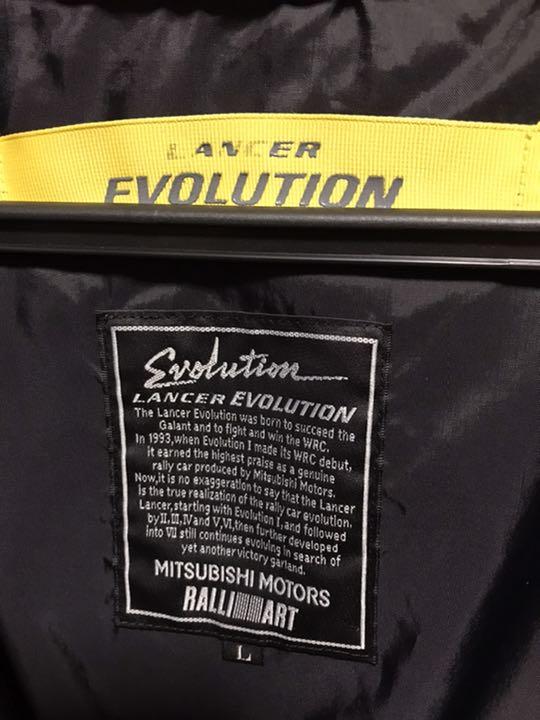 LANCER
EVOLUTION
Evolution
LANCER EVOLUTION
The Lancer Evolution was born to succeed the
Galant and to fight and win the WRC.
In 1993,when Evolution I made its WRC debut,
it earned the highest praise as a genuine
rally car produced by Mitsubishi Motors.
Now,it is no exaggeration to say that the Lancer
is the true realization of the rally car evolution.
Lancer,starting with Evolution I,and followed
by II,III,IV and V,VI,then further developed
into VII still continues evolving in search of
yet another victory garland.
MITSUBISHI MOTORS
RALLI ART
L